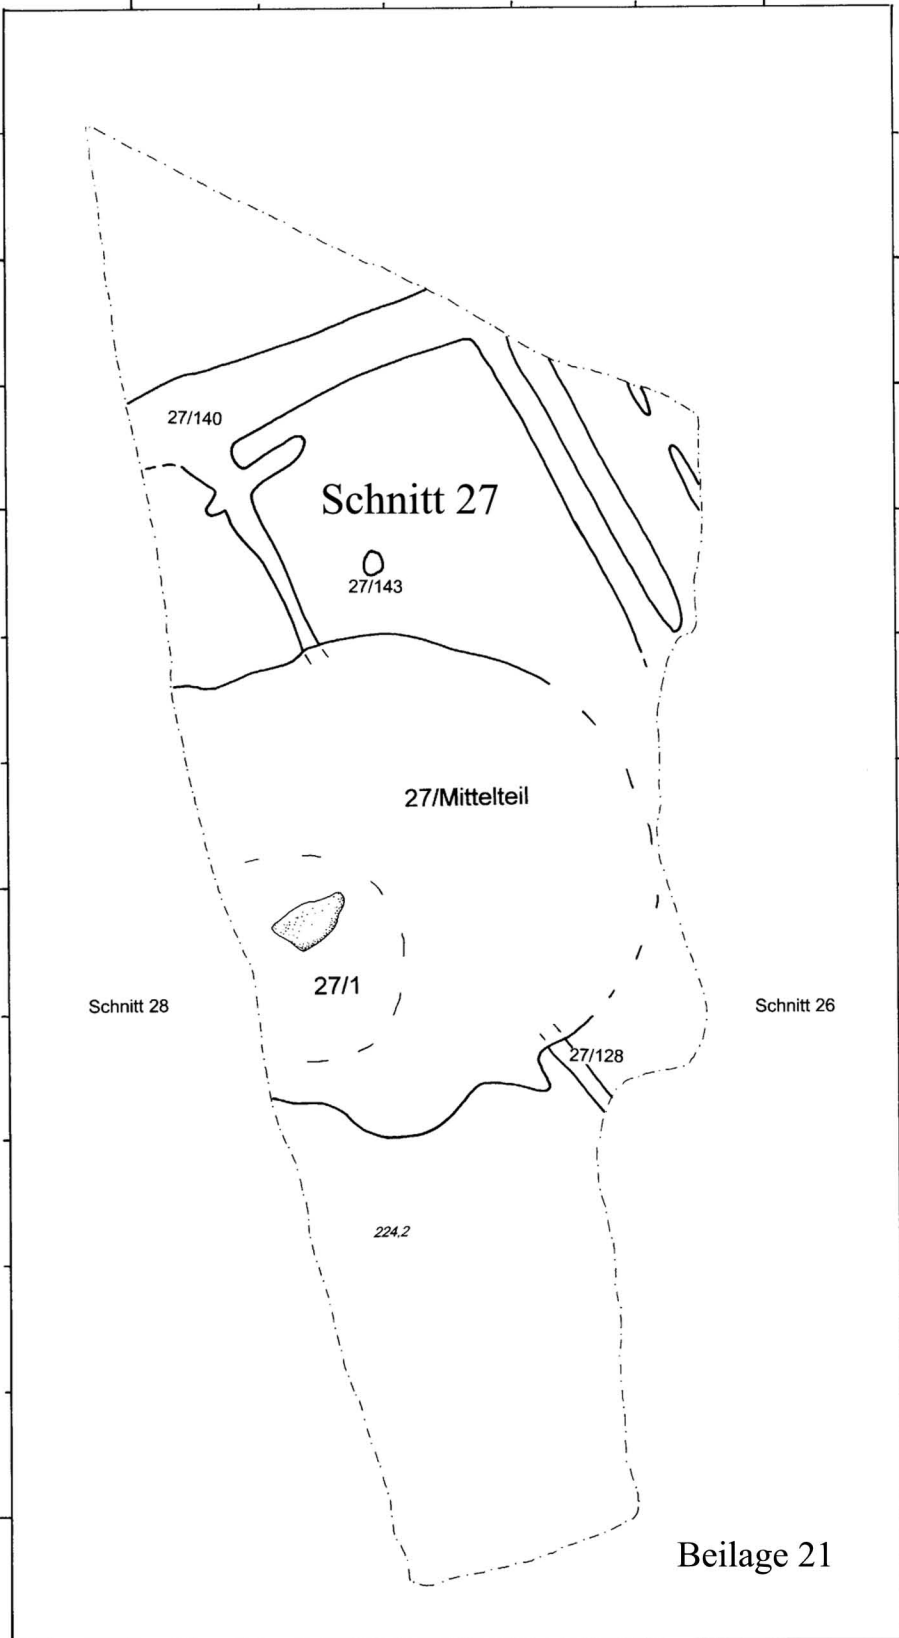 27/140
Schnitt 27
27/143
27/Mittelteil
27/1
Schnitt 28
Schnitt 26
27/128
224,2
Beilage 21